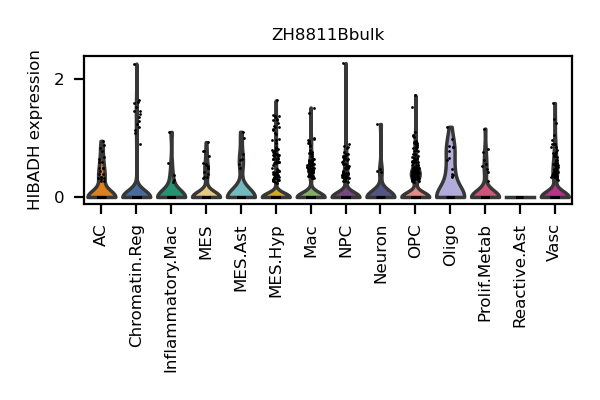 ZH8811Bbulk
HIBADH expression
2
0
AC
Chromatin.Reg
Inflammatory.Mac
MES
MES.Ast
MES.Hyp
Mac
NPC
Neuron
OPC
Oligo
Prolif.Metab
Reactive.Ast
Vasc